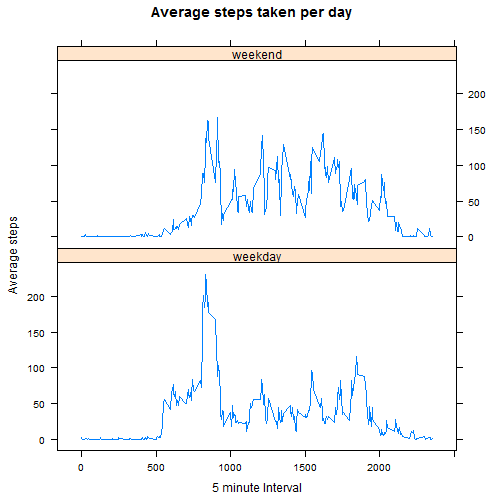 Average steps taken per day
weekend
200
150
100
50
0
weekday
200
150
100
50
0
Average steps
0 500 1000 1500 2000
5 minute Interval